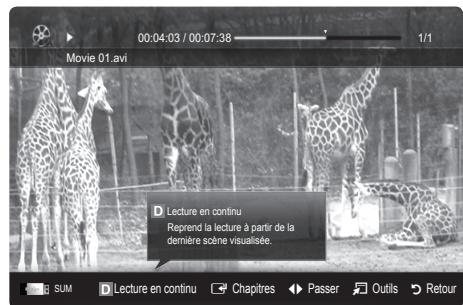 00:04:03 / 00:07:38 1/1
Movie 01.avi
D Lecture en continu
Reprend la lecture à partir de la
dernière scène visualisée.
SUM D Lecture en continu Chapitres Passer Outils Retour